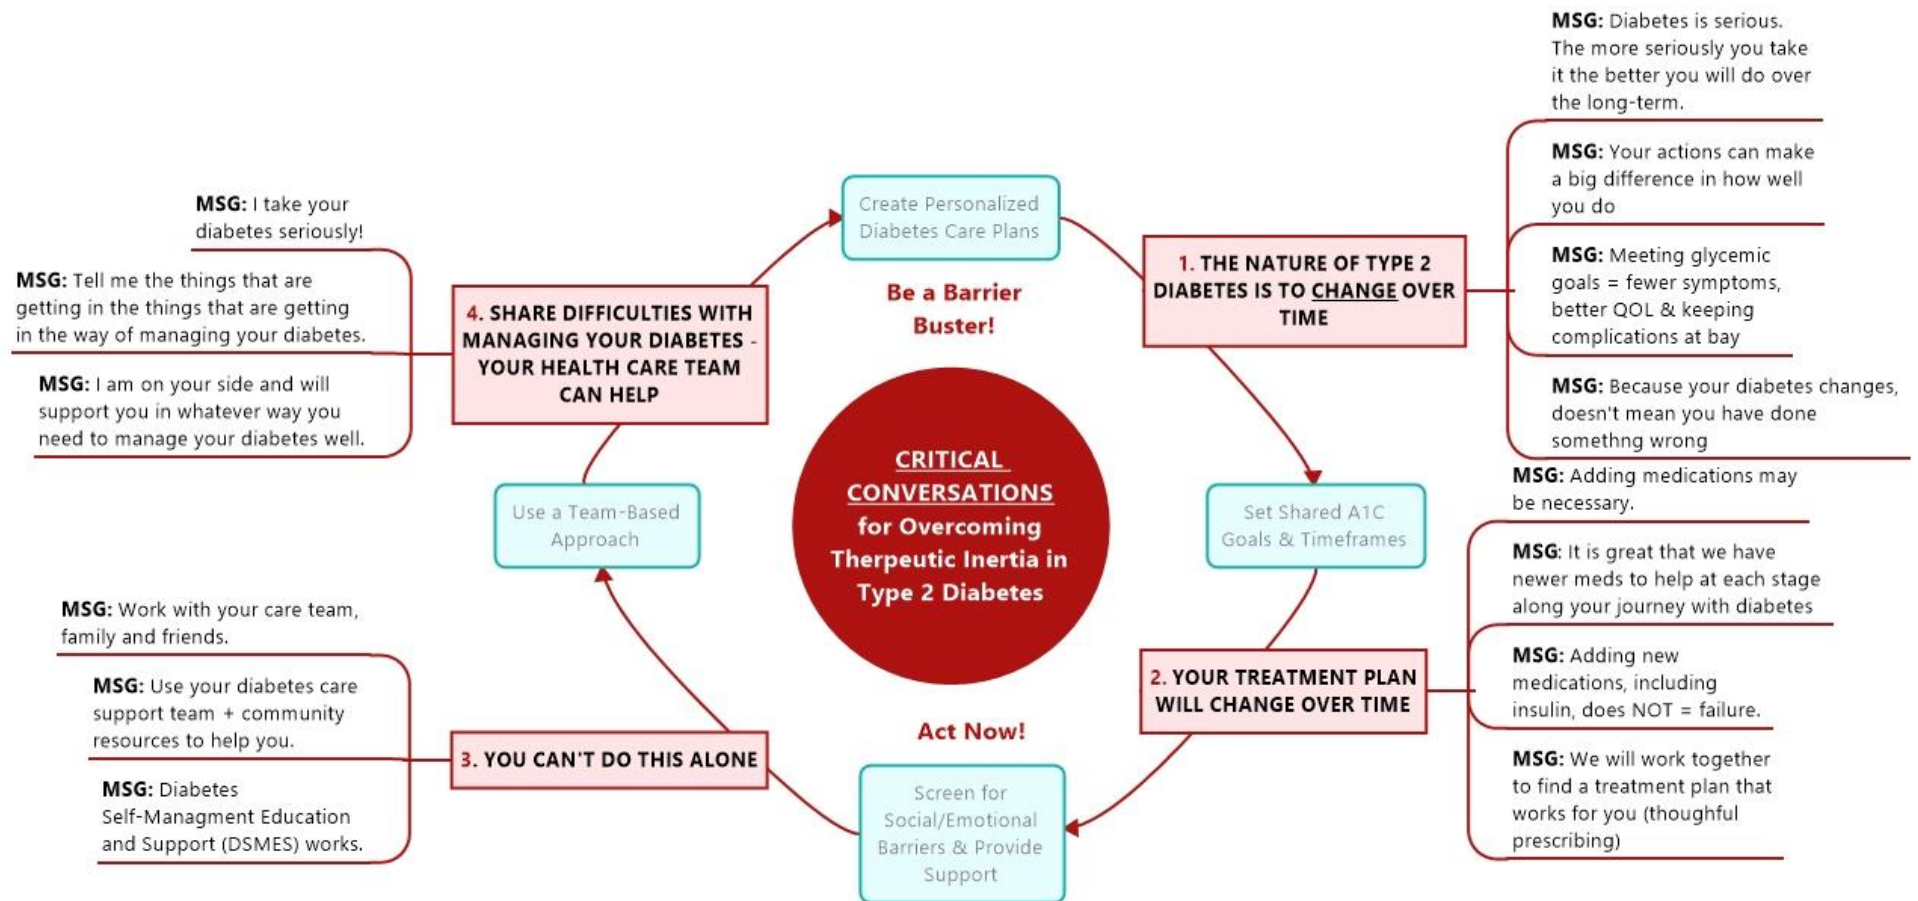 MSG: Diabetes is serious.
The more seriously you take
it the better you will do over
the long-term.
MSG: Your actions can make
a big difference in how well
you do
MSG: Meeting glycemic
goals = fewer symptoms,
better QOL & keeping
complications at bay
MSG: Because your diabetes changes,
doesn't mean you have done
somethng wrong
Create Personalized
Diabetes Care Plans
1. THE NATURE OF TYPE 2
DIABETES IS TO CHANGE OVER
TIME
Be a Barrier
Buster!
MSG: I take your
diabetes seriously!
MSG: Tell me the things that are
getting in the things that are getting
in the way of managing your diabetes.
MSG: I am on your side and will
support you in whatever way you
need to manage your diabetes well.
4. SHARE DIFFICULTIES WITH
MANAGING YOUR DIABETES -
YOUR HEALTH CARE TEAM
CAN HELP
CRITICAL
CONVERSATIONS
for Overcoming
Therpeutic Inertia in
Type 2 Diabetes
Use a Team-Based
Approach
Set Shared A1C
Goals & Timeframes
MSG: Adding medications may
be necessary.
MSG: It is great that we have
newer meds to help at each stage
along your journey with diabetes
MSG: Adding new
medications, including
insulin, does NOT = failure.
MSG: We will work together
to find a treatment plan that
works for you (thoughful
prescribing)
2. YOUR TREATMENT PLAN
WILL CHANGE OVER TIME
MSG: Work with your care team,
family and friends.
MSG: Use your diabetes care
support team + community
resources to help you.
MSG: Diabetes
Self-Managment Education
and Support (DSMES) works.
3. YOU CAN'T DO THIS ALONE
Act Now!
Screen for
Social/Emotional
Barriers & Provide
Support